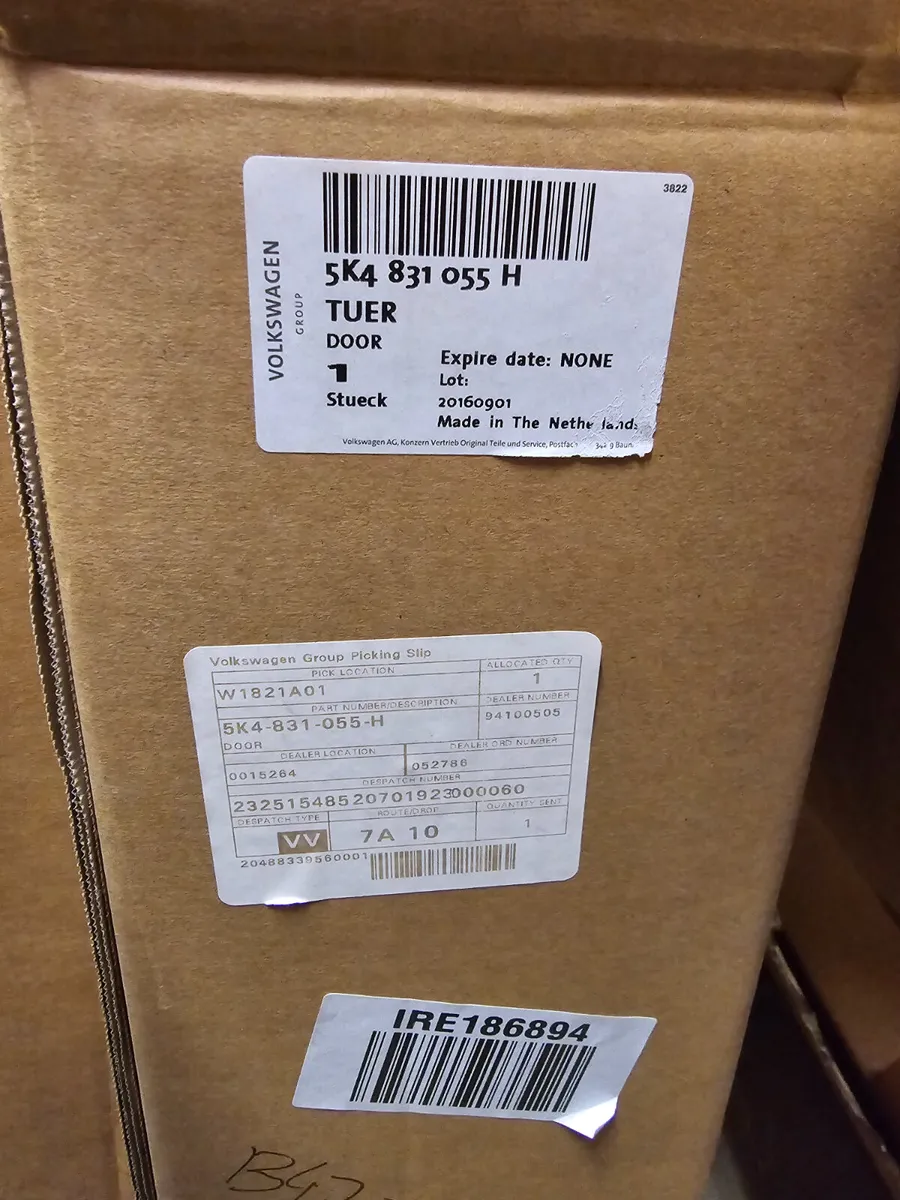 3822
VOLKSWAGEN
GROUP
5K4 831 055 H
TUER
DOOR
1
Stueck
Expire date: NONE
Lot:
20160901
Made in The Netherlands
Volkswagen AG, Konzern Vertrieb Original Teile und Service, Postfach
Volkswagen Group Picking Slip
PICK LOCATION
ALLOCATED QTY
W1821A01
1
PART NUMBER/DESCRIPTION
DEALER NUMBER
5K4-831-055-H
94100505
DOOR
DEALER LOCATION
DEALER ORD NUMBER
0015264
052786
DESPATCH NUMBER
23251548520701923000060
DESPATCH TYPE
ROUTE/DROP
QUANTITY SENT
VV
7A 10
1
20488339560001
IRE186894